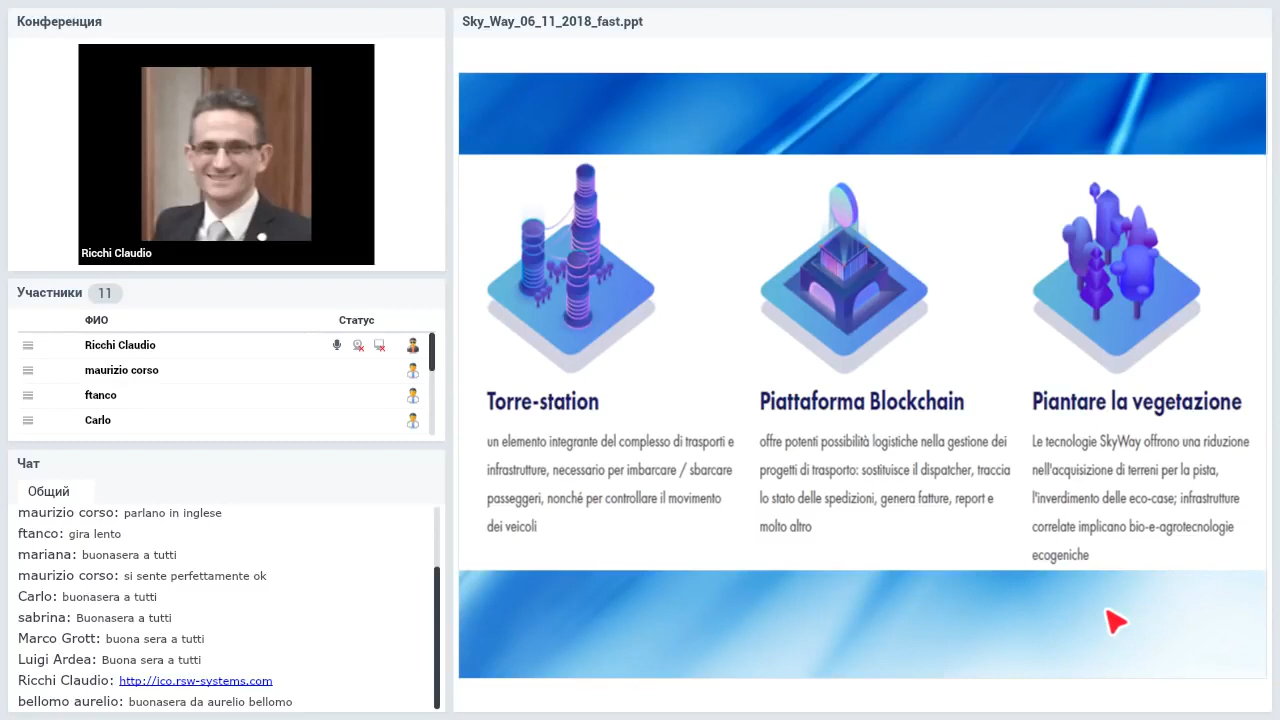 Конференция
Ricchi Claudio
Участники 11
ФИО Статус
Ricchi Claudio
maurizio corso
ftanco
Carlo
Чат
Общий
maurizio corso: parlano in inglese
ftanco: gira lento
mariana: buonasera a tutti
maurizio corso: si sente perfettamente ok
Carlo: buonasera a tutti
sabrina: Buonasera a tutti
Marco Grott: buona sera a tutti
Luigi Ardea: Buona sera a tutti
Ricchi Claudio: http://ico.rsw-systems.com
bellomo aurelio: buonasera da aurelio bellomo
Sky_Way_06_11_2018_fast.ppt
Torre-station
un elemento integrante del complesso di trasporti e
infrastrutture, necessario per imbarcare / sbarcare
passeggeri, nonché per controllare il movimento
dei veicoli
Piattaforma Blockchain
offre potenti possibilità logistiche nella gestione dei
progetti di trasporto: sostituisce il dispatcher, traccia
lo stato delle spedizioni, genera fatture, report e
molto altro
Piantare la vegetazione
Le tecnologie SkyWay offrono una riduzione
nell'acquisizione di terreni per la pista,
l'inverdimento delle eco-case; infrastrutture
correlate implicano bio-e-agrotecnologie
ecogeniche